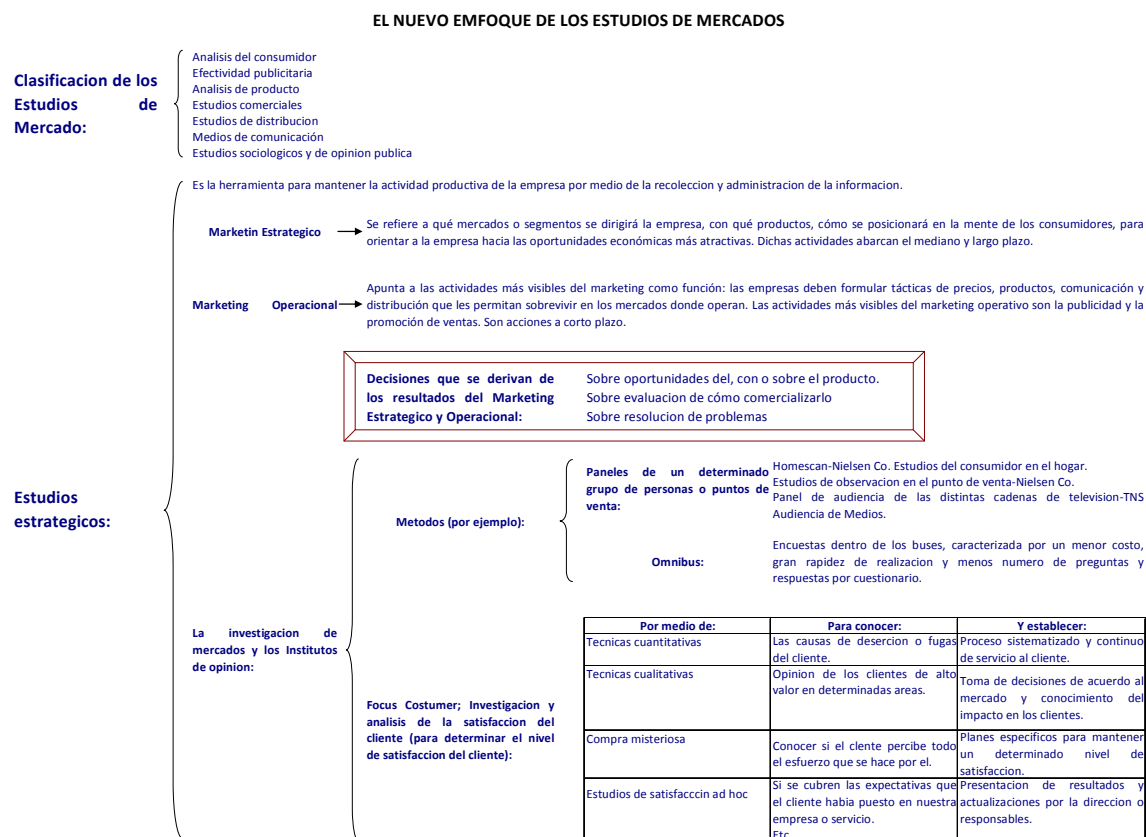 EL NUEVO EMFOQUE DE LOS ESTUDIOS DE MERCADOS
Clasificacion de los
Estudios de
Mercado:
Analisis del consumidor
Efectividad publicitaria
Analisis de producto
Estudios comerciales
Estudios de distribucion
Medios de comunicación
Estudios sociologicos y de opinion publica
Estudios
estrategicos:
Es la herramienta para mantener la actividad productiva de la empresa por medio de la recoleccion y administracion de la informacion.
Marketin Estrategico
Se refiere a qué mercados o segmentos se dirigirá la empresa, con qué productos, cómo se posicionará en la mente de los consumidores, para
orientar a la empresa hacia las oportunidades económicas más atractivas. Dichas actividades abarcan el mediano y largo plazo.
Marketing Operacional
Apunta a las actividades más visibles del marketing como función: las empresas deben formular tácticas de precios, productos, comunicación y
distribución que les permitan sobrevivir en los mercados donde operan. Las actividades más visibles del marketing operativo son la publicidad y la
promoción de ventas. Son acciones a corto plazo.
Decisiones que se derivan de
los resultados del Marketing
Estrategico y Operacional:
Sobre oportunidades del, con o sobre el producto.
Sobre evaluacion de cómo comercializarlo
Sobre resolucion de problemas
La investigacion de
mercados y los Institutos
de opinion:
Metodos (por ejemplo):
Paneles de un determinado
grupo de personas o puntos de
venta:
Homescan-Nielsen Co. Estudios del consumidor en el hogar.
Estudios de observacion en el punto de venta-Nielsen Co.
Panel de audiencia de las distintas cadenas de television-TNS
Audiencia de Medios.
Omnibus:
Encuestas dentro de los buses, caracterizada por un menor costo,
gran rapidez de realizacion y menos numero de preguntas y
respuestas por cuestionario.
Focus Costumer; Investigacion y
analisis de la satisfaccion del
cliente (para determinar el nivel
de satisfaccion del cliente):
Por medio de:
Para conocer:
Y establecer:
Tecnicas cuantitativas
Las causas de desercion o fugas
del cliente.
Proceso sistematizado y continuo
de servicio al cliente.
Tecnicas cualitativas
Opinion de los clientes de alto
valor en determinadas areas.
Toma de decisiones de acuerdo al
mercado y conocimiento del
impacto en los clientes.
Compra misteriosa
Conocer si el clente percibe todo
el esfuerzo que se hace por el.
Planes especificos para mantener
un determinado nivel de
satisfaccion.
Estudios de satisfacccin ad hoc
Si se cubren las expectativas que
el cliente habia puesto en nuestra
empresa o servicio.
Etc
Presentacion de resultados y
actualizaciones por la direccion o
responsables.